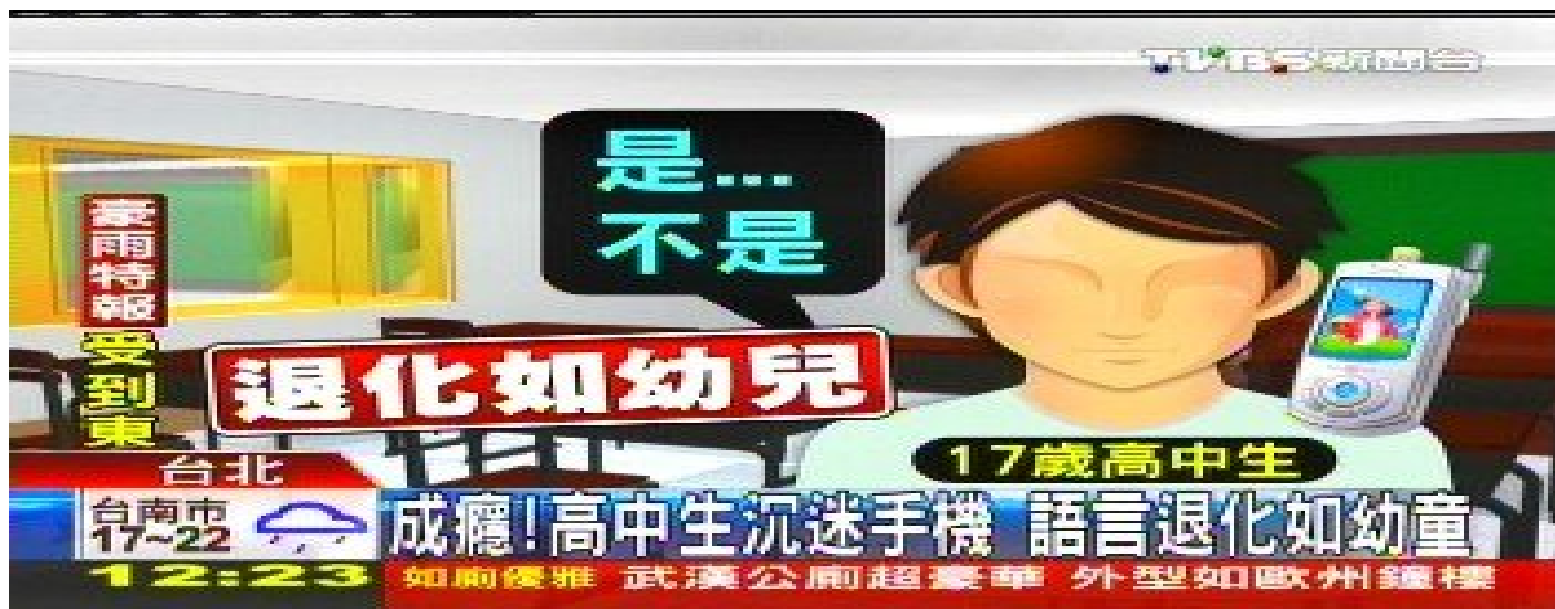 TVBS新聞台
是...
不是
豪雨特報
受到東
退化如幼兒
17歲高中生
台北
台南市
17~22
成癮!高中生沉迷手機 語言退化如幼童
12:23
如廁優雅 武漢公廁超豪華 外型如歐州鐘樓